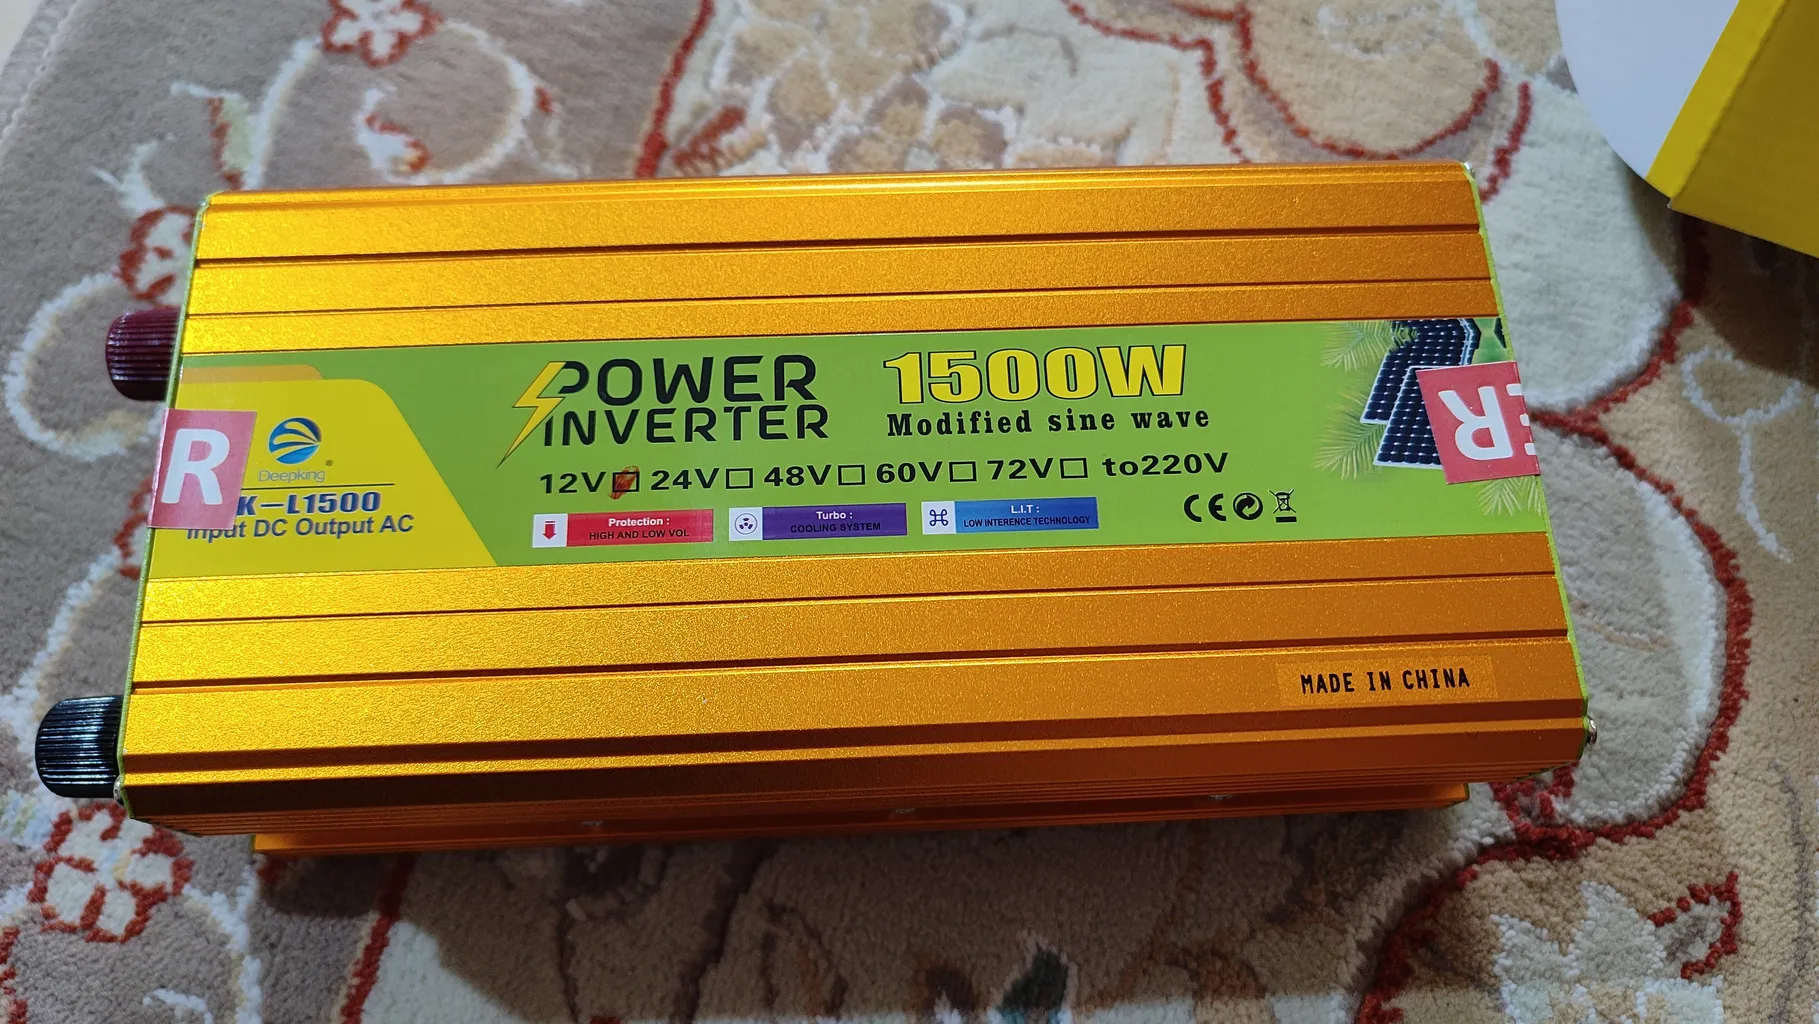 POWER
INVERTER
1500W
Modified sine wave
12V☐ 24V☐ 48V☐ 60V☐ 72V☐ to220V
R
Deepking®
K-L1500
Input DC Output AC
Protection :
HIGH AND LOW VOL
Turbo :
COOLING SYSTEM
L.I.T :
LOW INTERENCE TECHNOLOGY
CE
ER
MADE IN CHINA